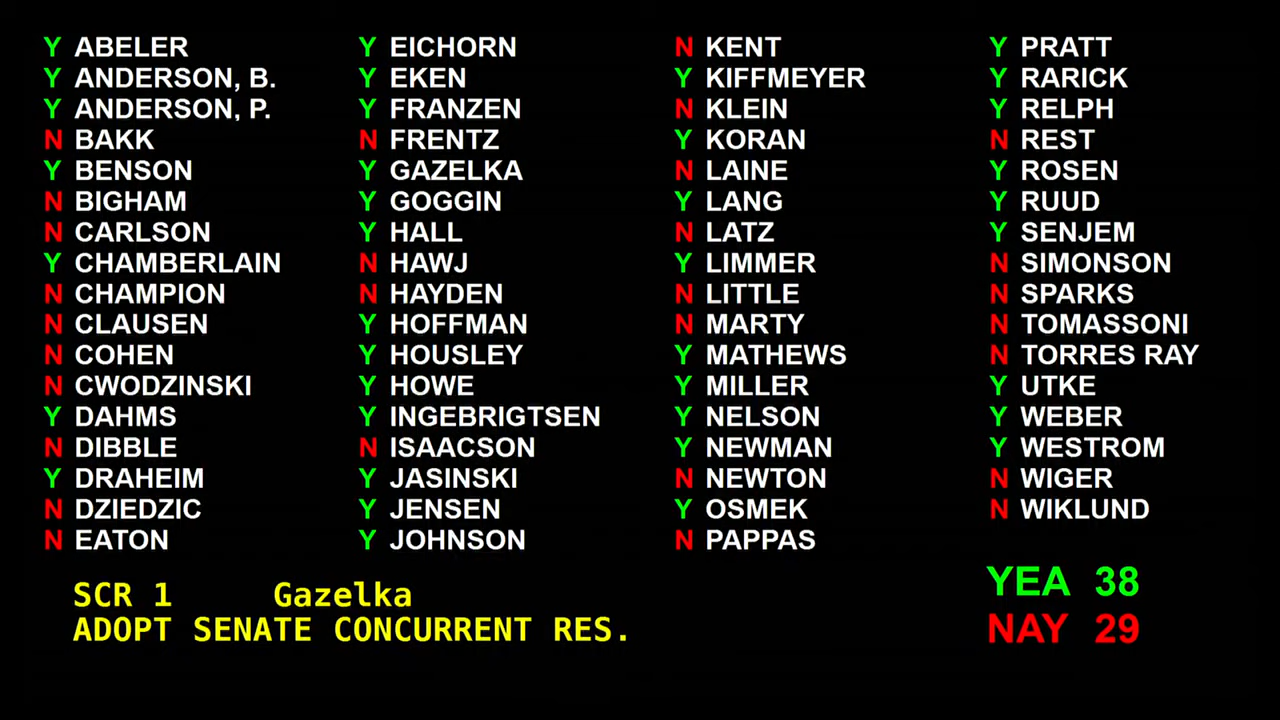 Y ABELER
Y ANDERSON, B.
Y ANDERSON, P.
N BAKK
Y BENSON
N BIGHAM
N CARLSON
Y CHAMBERLAIN
N CHAMPION
N CLAUSEN
N COHEN
N CWODZINSKI
Y DAHMS
N DIBBLE
Y DRAHEIM
N DZIEDZIC
N EATON
Y EICHORN
Y EKEN
Y FRANZEN
N FRENTZ
Y GAZELKA
Y GOGGIN
Y HALL
N HAWJ
N HAYDEN
Y HOFFMAN
Y HOUSLEY
Y HOWE
Y INGEBRIGTSEN
N ISAACSON
Y JASINSKI
Y JENSEN
Y JOHNSON
N KENT
Y KIFFMEYER
N KLEIN
Y KORAN
N LAINE
Y LANG
N LATZ
Y LIMMER
N LITTLE
N MARTY
Y MATHEWS
Y MILLER
Y NELSON
Y NEWMAN
N NEWTON
Y OSMEK
N PAPPAS
Y PRATT
Y RARICK
Y RELPH
N REST
Y ROSEN
Y RUUD
Y SENJEM
N SIMONSON
N SPARKS
N TOMASSONI
N TORRES RAY
Y UTKE
Y WEBER
Y WESTROM
N WIGER
N WIKLUND
SCR 1 Gazelka
ADOPT SENATE CONCURRENT RES.
YEA 38
NAY 29